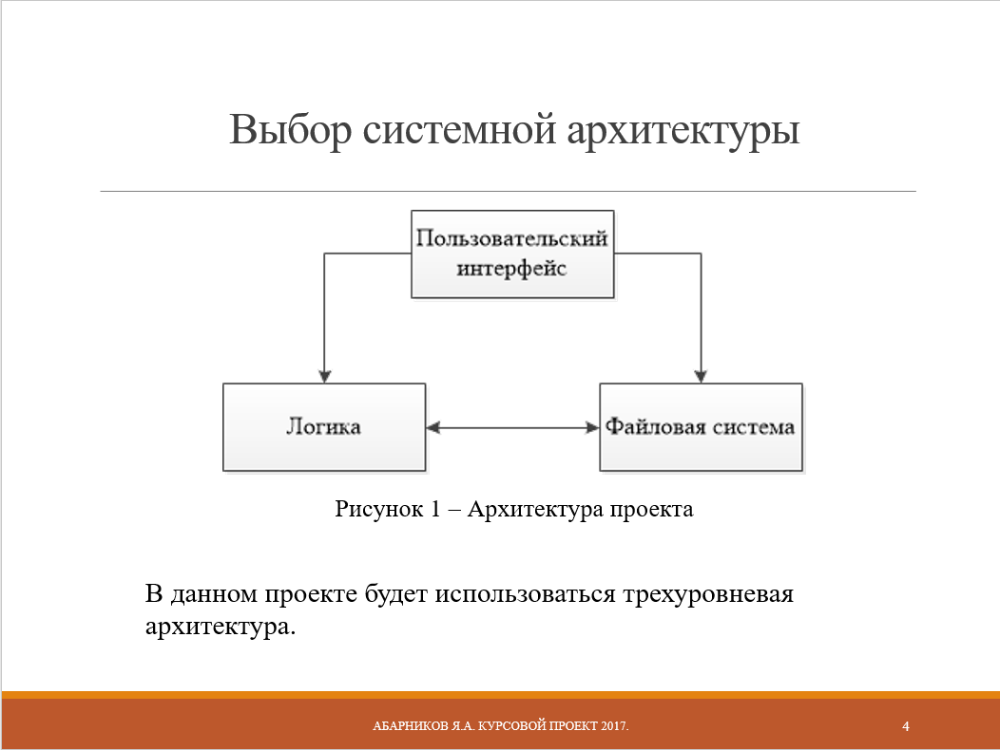 Выбор системной архитектуры
Пользовательский
интерфейс
Логика
Файловая система
Рисунок 1 – Архитектура проекта
В данном проекте будет использоваться трехуровневая
архитектура.
АБАРНИКОВ Я.А. КУРСОВОЙ ПРОЕКТ 2017.
4